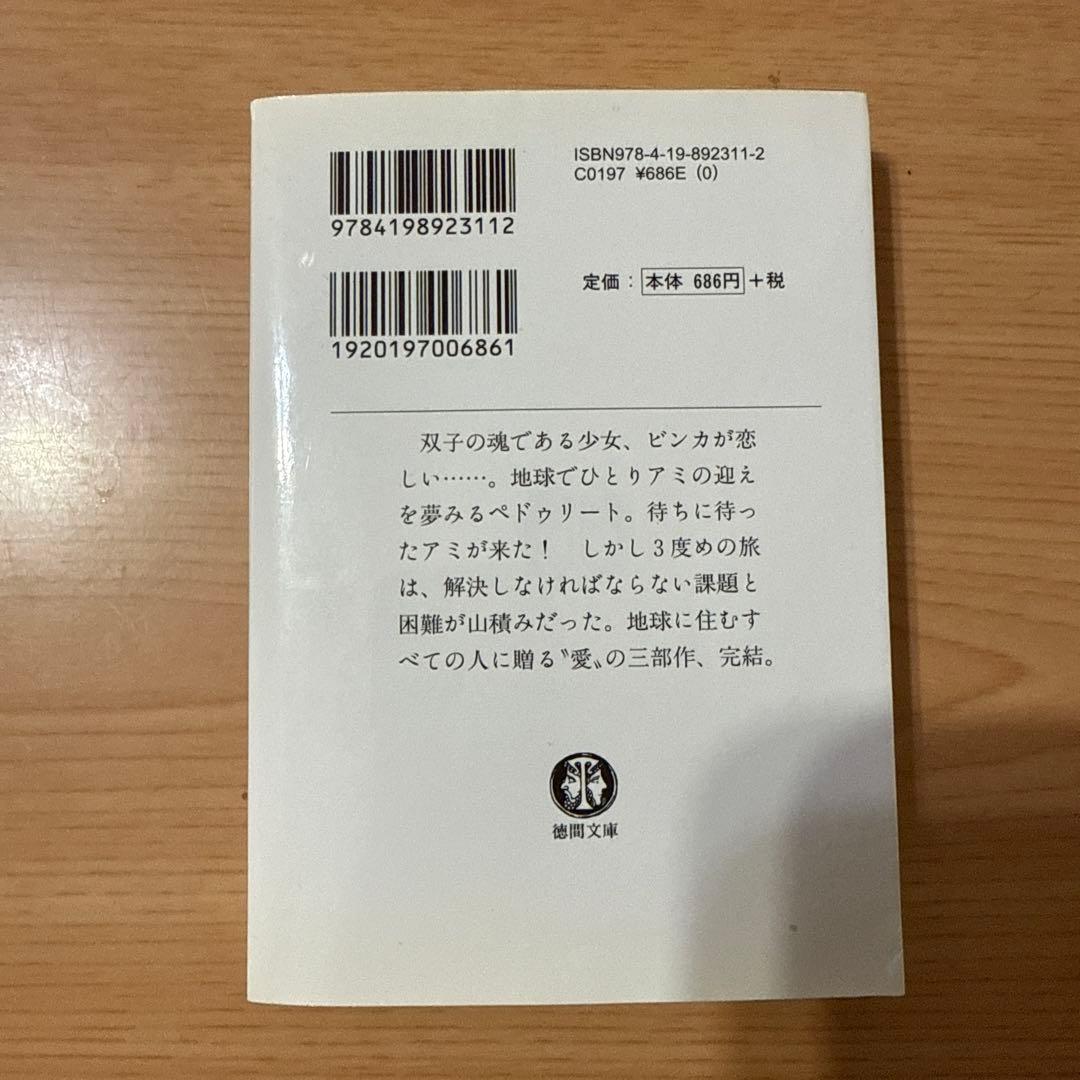 ISBN978-4-19-892311-2
C0197 ¥686E (0)
9784198923112
定価：本体 686円+税
1920197006861
双子の魂である少女、ビンカが恋
しい……。地球でひとりアミの迎え
を夢みるペドゥリート。待ちに待っ
たアミが来た！　しかし３度めの旅
は、解決しなければならない課題と
困難が山積みだった。地球に住むす
べての人に贈る〝愛〟の三部作、完結。
徳間文庫